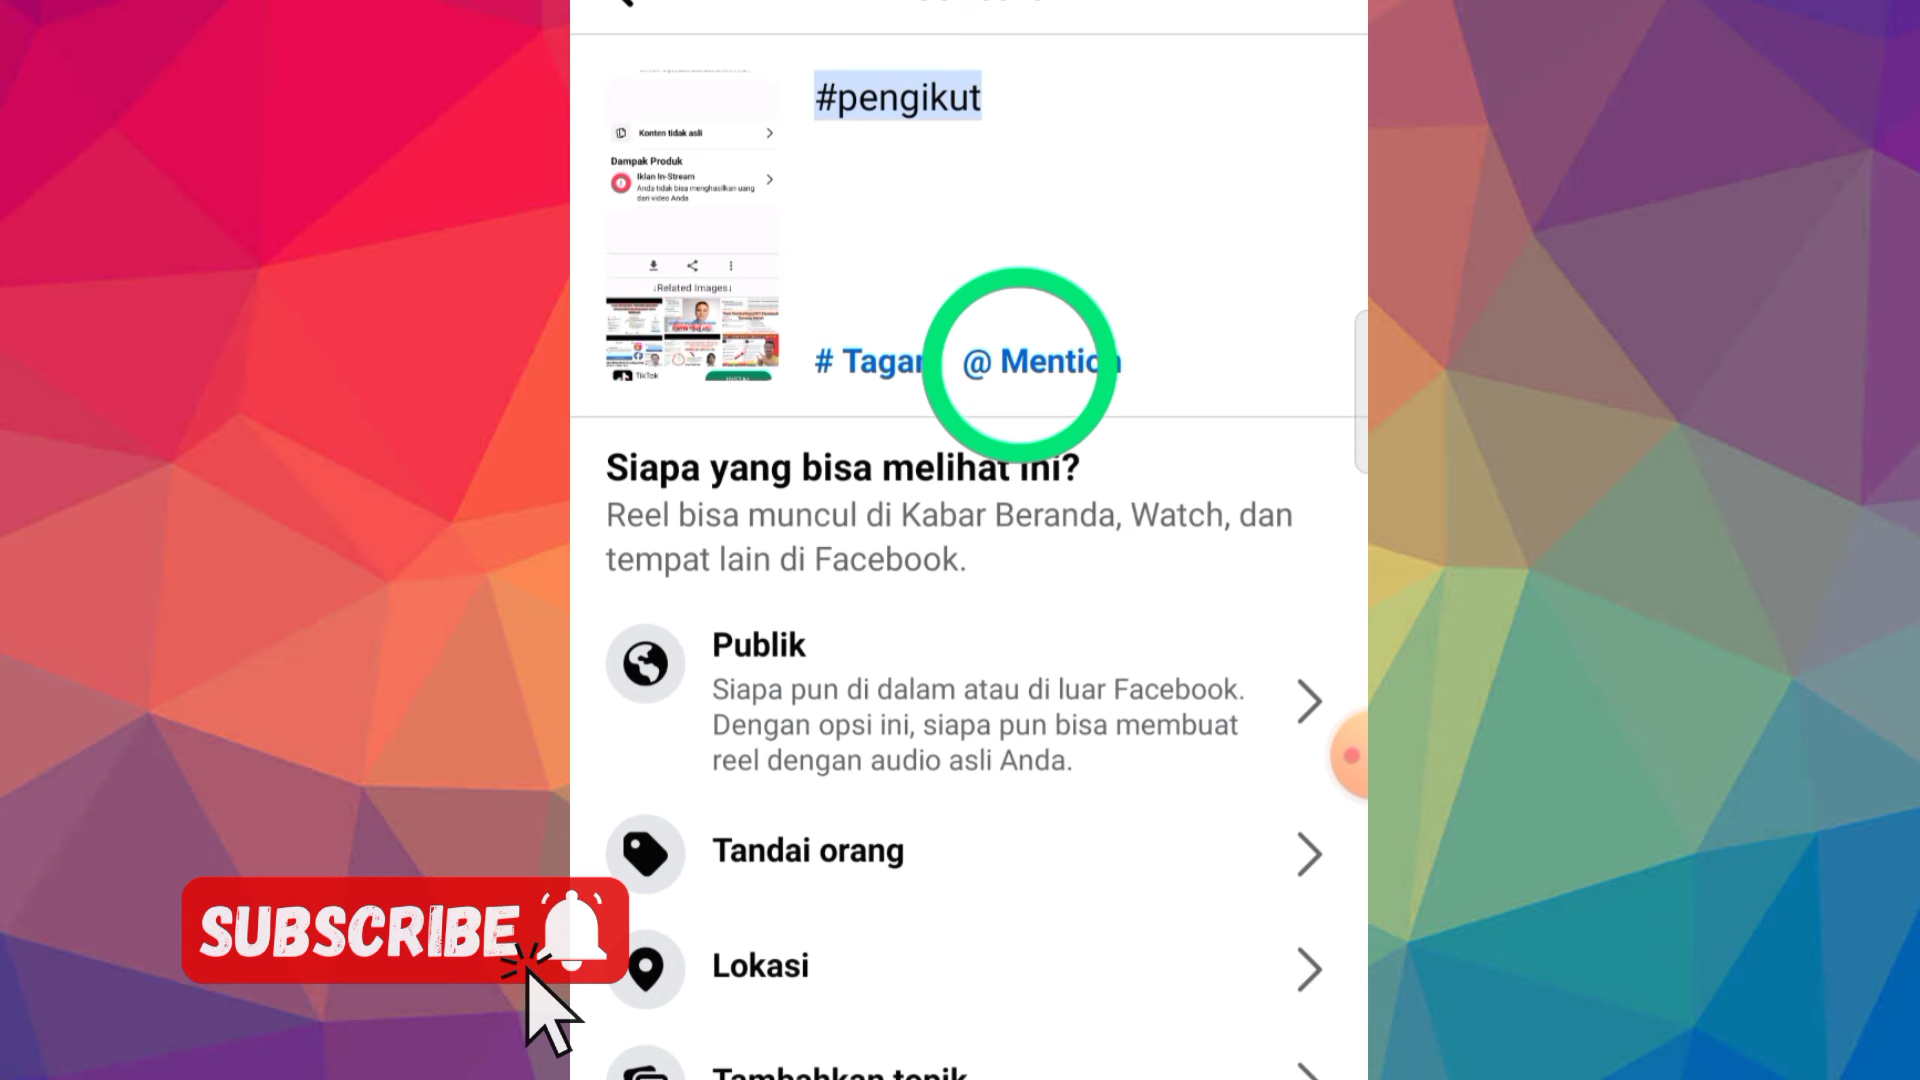 #pengikut
Konten tidak asli
Dampak Produk
Iklan In-Stream
Anda tidak bisa menghasilkan uang
dari video Anda
↓Related Images↓
TikTok
# Tagar @ Mention
Siapa yang bisa melihat ini?
Reel bisa muncul di Kabar Beranda, Watch, dan
tempat lain di Facebook.
Publik
Siapa pun di dalam atau di luar Facebook.
Dengan opsi ini, siapa pun bisa membuat
reel dengan audio asli Anda.
Tandai orang
SUBSCRIBE
Lokasi
Tambahkan topik